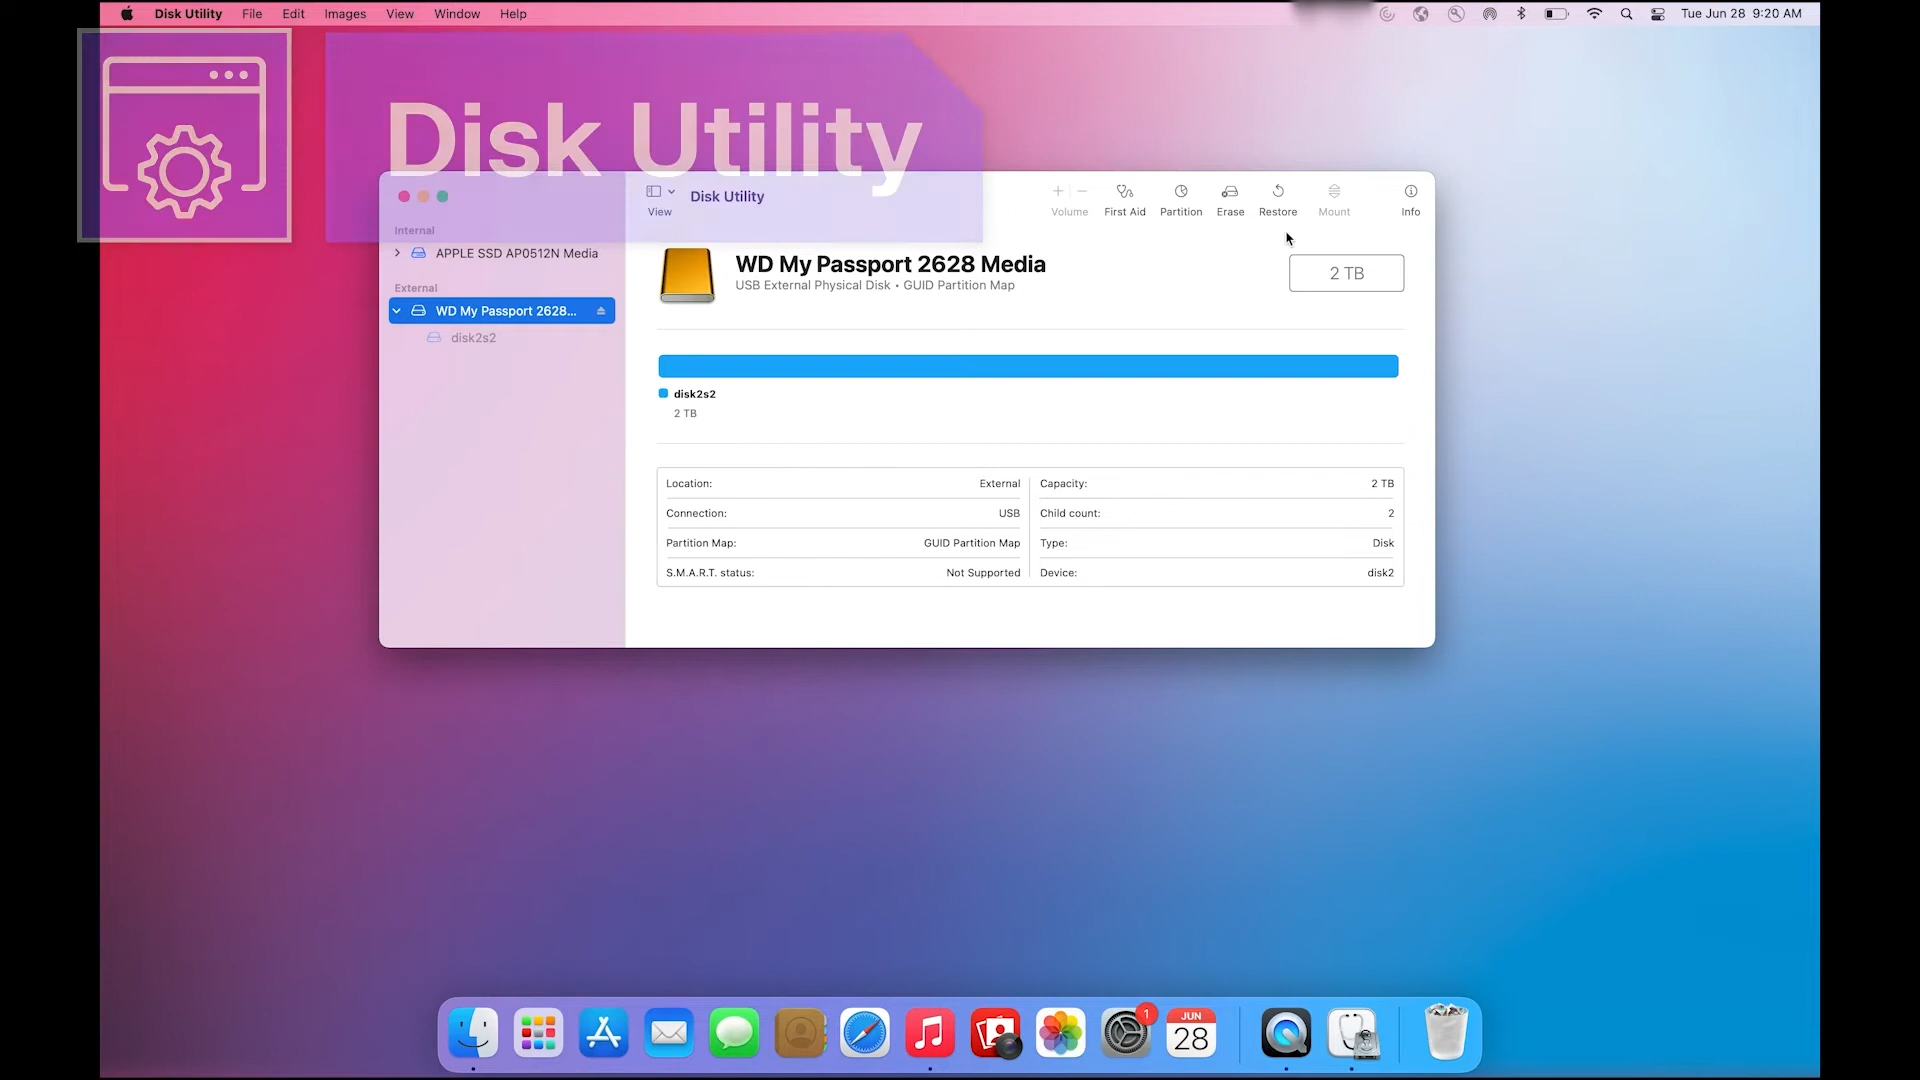 Disk Utility File Edit Images View Window Help Tue Jun 28 9:20 AM
Disk Utility
View Disk Utility
Volume First Aid Partition Erase Restore Mount Info
Internal
APPLE SSD AP0512N Media
External
WD My Passport 2628...
disk2s2
WD My Passport 2628 Media
USB External Physical Disk • GUID Partition Map
2 TB
disk2s2
2 TB
Location: External Capacity: 2 TB
Connection: USB Child count: 2
Partition Map: GUID Partition Map Type: Disk
S.M.A.R.T. status: Not Supported Device: disk2
1
JUN
28